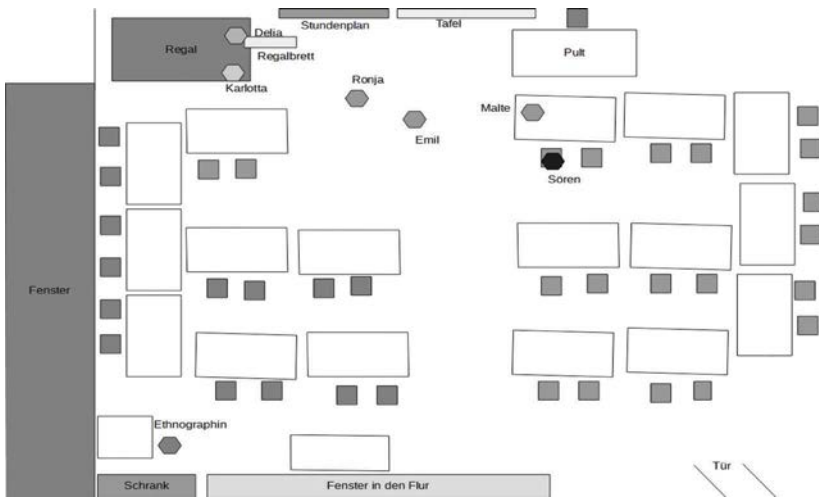 Delia
Stundenplan
Tafel
Regal
Regalbrett
Pult
Karlotta
Ronja
Malte
Emil
Sören
Fenster
Ethnographin
Tür
Schrank
Fenster in den Flur